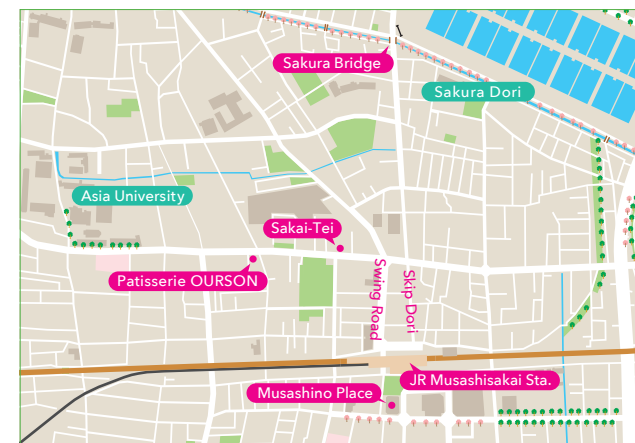 Sakura Bridge
Sakura Dori
Asia University
Sakai-Tei
Patisserie OURSON
Swing Road
Skip Dori
JR Musashisakai Sta.
Musashino Place